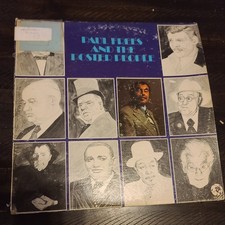 PAUL FREES
AND THE
POSTER PEOPLE